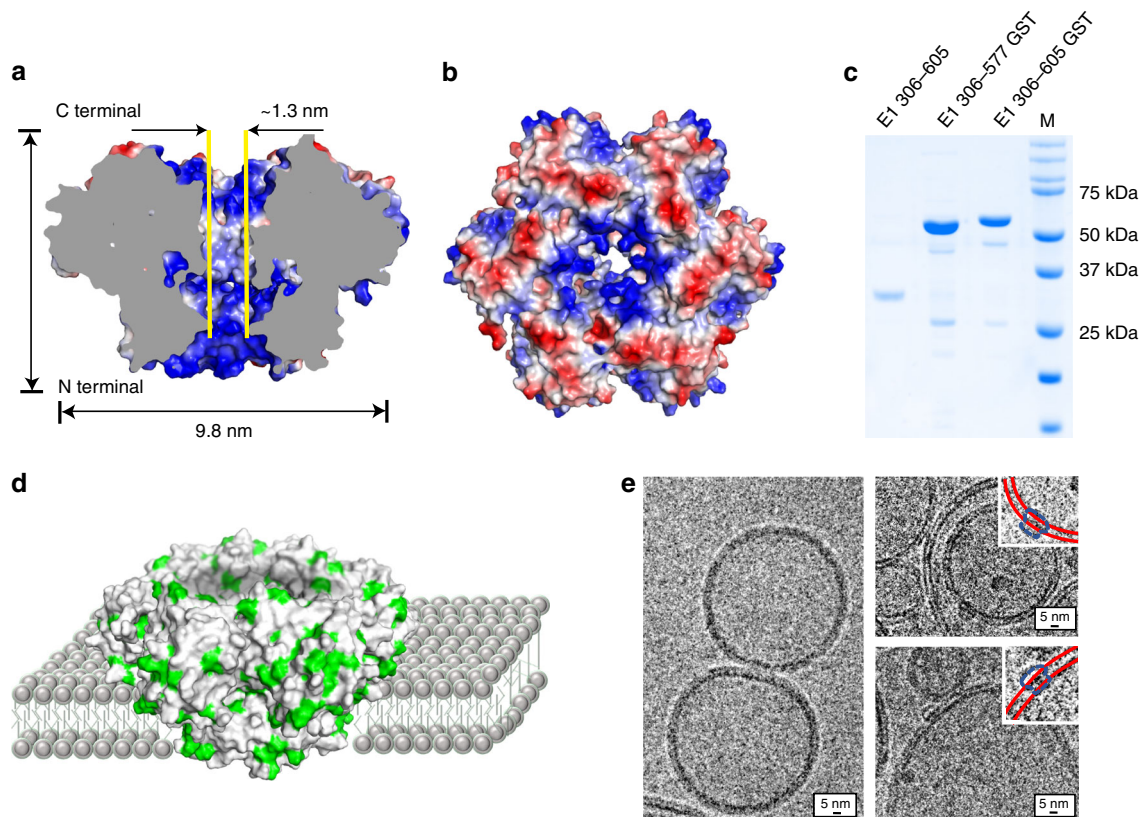 a
C terminal
~1.3 nm
N terminal
9.8 nm
b
c
E1 306–605
E1 306–577 GST
E1 306–605 GST
M
75 kDa
50 kDa
37 kDa
25 kDa
d
e
5 nm
5 nm
5 nm